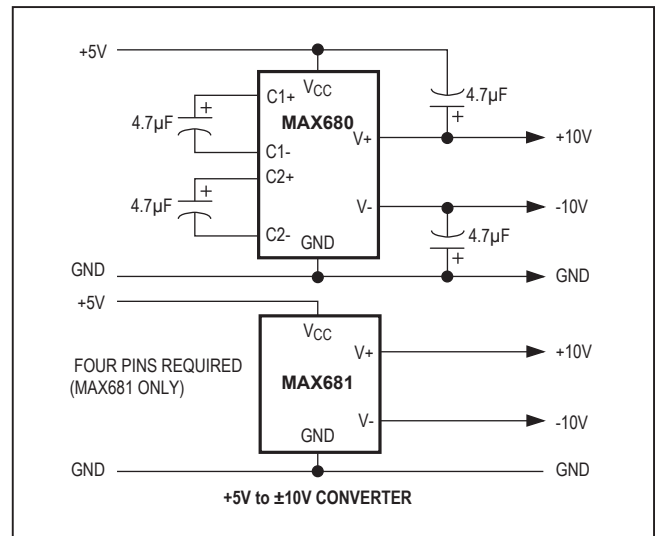 +5V
VCC
C1+
4.7µF
+
MAX680
4.7µF
+
V+
+10V
C1-
C2+
4.7µF
+
V-
-10V
C2-
GND
4.7µF
+
GND
GND
+5V
VCC
V+
+10V
FOUR PINS REQUIRED
(MAX681 ONLY)
MAX681
V-
-10V
GND
GND
GND
+5V to ±10V CONVERTER